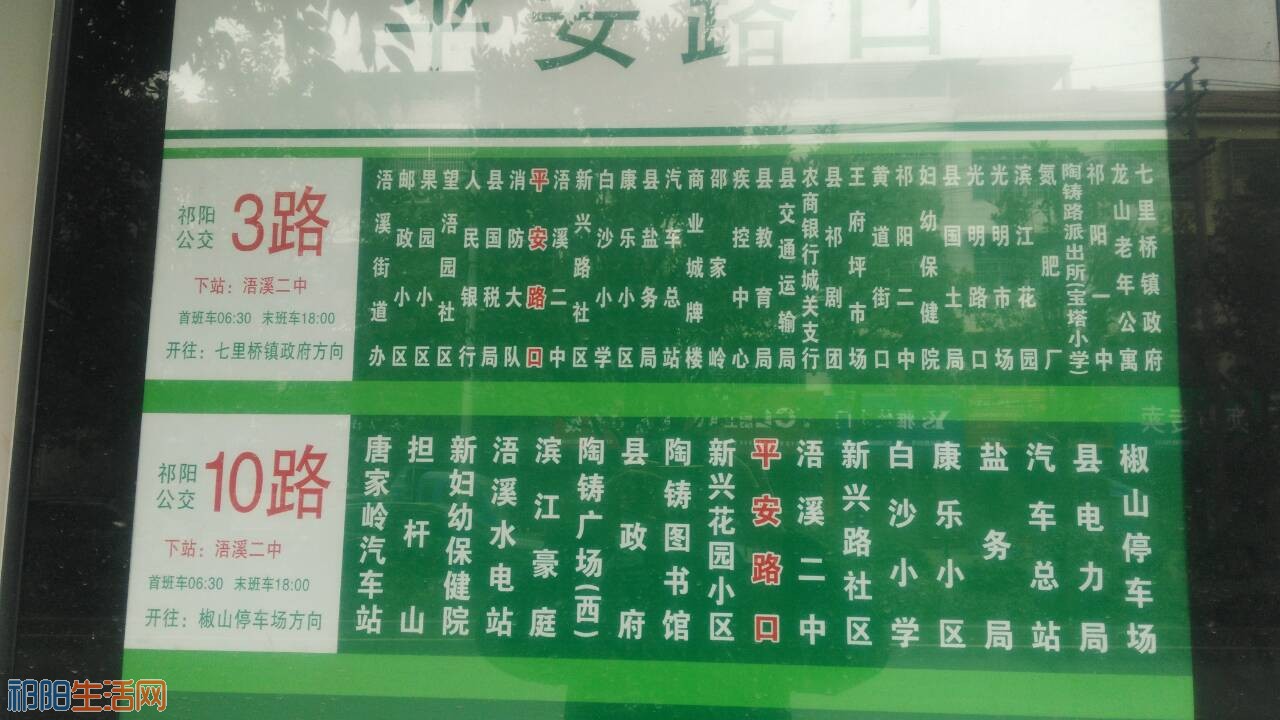 平安路口
祁阳公交
3路
下站：浯溪二中
首班车06:30 末班车18:00
开往：七里桥镇政府方向
浯溪街道办
邮政小区
果园小区
望浯园社区
人民银行
县国税局
消防大队
平安路口
浯溪二中
新兴路社区
白沙小学
康乐小区
县盐务局
汽车总站
商业城牌楼
邵家岭
疾控中心
县教育局
县交通运输局
农商银行城关支行
县祁剧团
王府坪市场
黄道街口
祁阳二中
妇幼保健院
县国土局
光明路口
光明市场
滨江花园
氮肥厂
陶铸路派出所(宝塔小学)
祁阳一中
龙山老年公寓
七里桥镇政府
祁阳公交
10路
下站：浯溪二中
首班车06:30 末班车18:00
开往：椒山停车场方向
唐家岭汽车站
担杆山
新妇幼保健院
浯溪水电站
滨江豪庭
陶铸广场(西)
县政府
陶铸图书馆
新兴花园小区
平安路口
浯溪二中
新兴路社区
白沙小学
康乐小区
盐务局
汽车总站
县电力局
椒山停车场
祁阳生活网